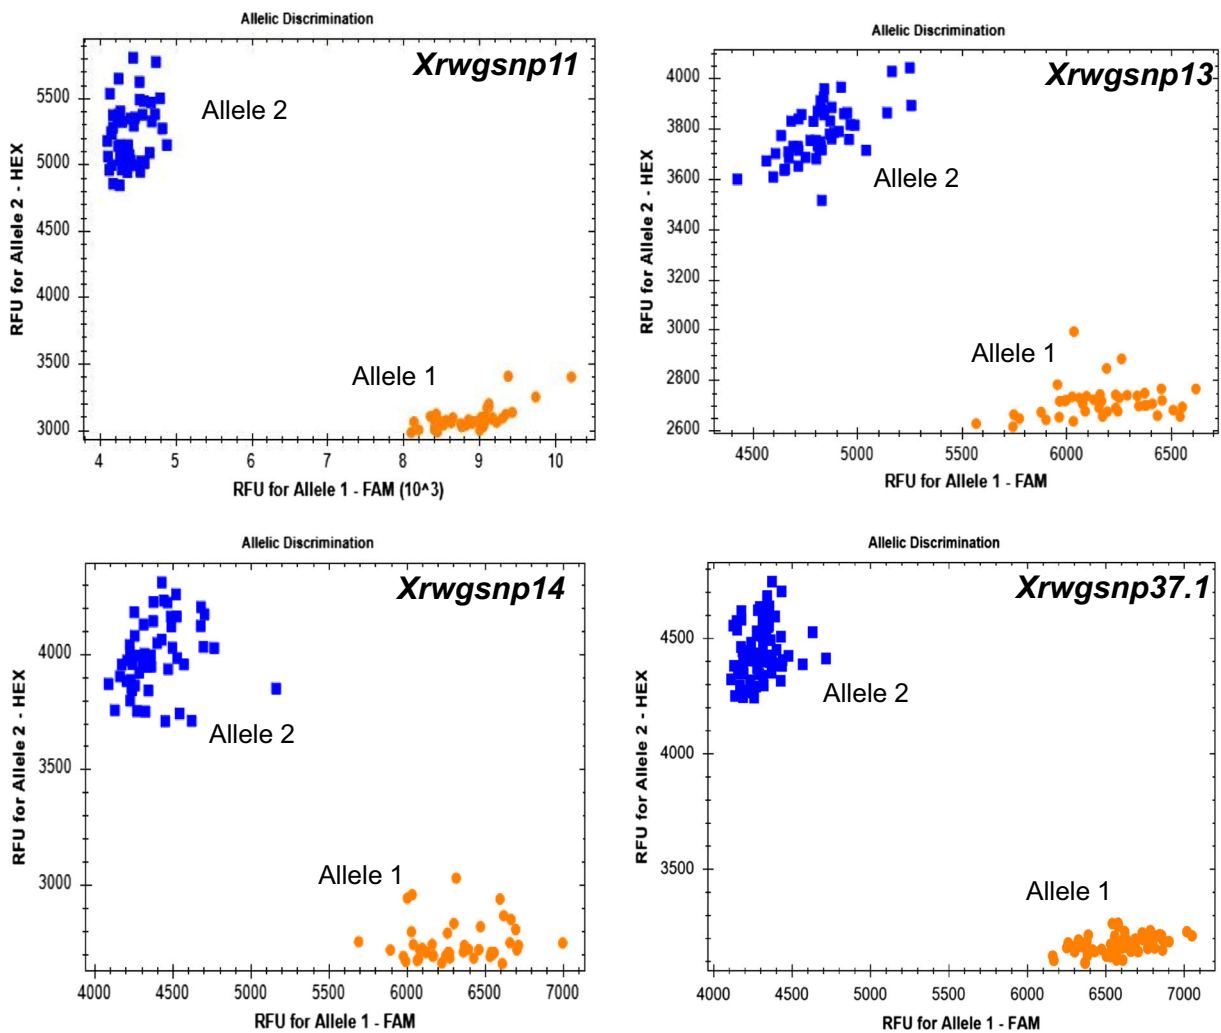 Allelic Discrimination
Xrwgsnp11
Allele 2
Allele 1
RFU for Allele 2 - HEX
5500
5000
4500
4000
3500
3000
4 5 6 7 8 9 10
RFU for Allele 1 - FAM (10^3)
Allelic Discrimination
Xrwgsnp13
Allele 2
Allele 1
RFU for Allele 2 - HEX
4000
3800
3600
3400
3200
3000
2800
2600
4500 5000 6000 6500
RFU for Allele 1 - FAM
Allelic Discrimination
Xrwgsnp14
Allele 2
Allele 1
RFU for Allele 2 - HEX
4000
3500
3000
4000 4500 5000 5500 6000 6500 7000
RFU for Allele 1 - FAM
Allelic Discrimination
Xrwgsnp37.1
Allele 2
Allele 1
RFU for Allele 2 - HEX
4500
4000
3500
4000 4500 5000 5500 6000 6500 7000
RFU for Allele 1 - FAM